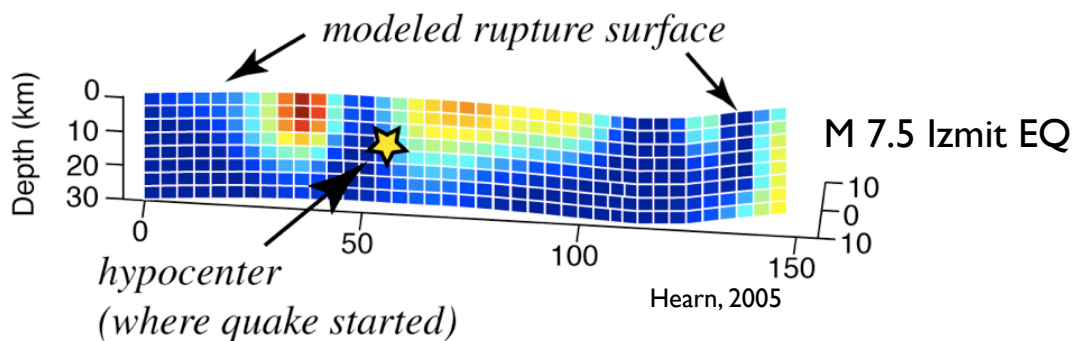 modeled rupture surface
Depth (km)
0
10
20
30
M 7.5 Izmit EQ
10
0
10
0
50
100
150
hypocenter
(where quake started)
Hearn, 2005